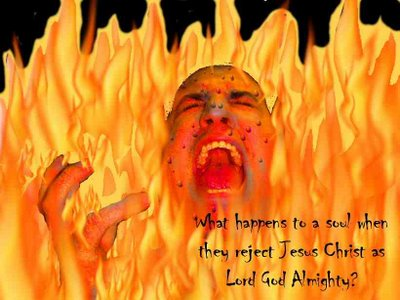 What happens to a soul when
they reject Jesus Christ as
Lord God Almighty?